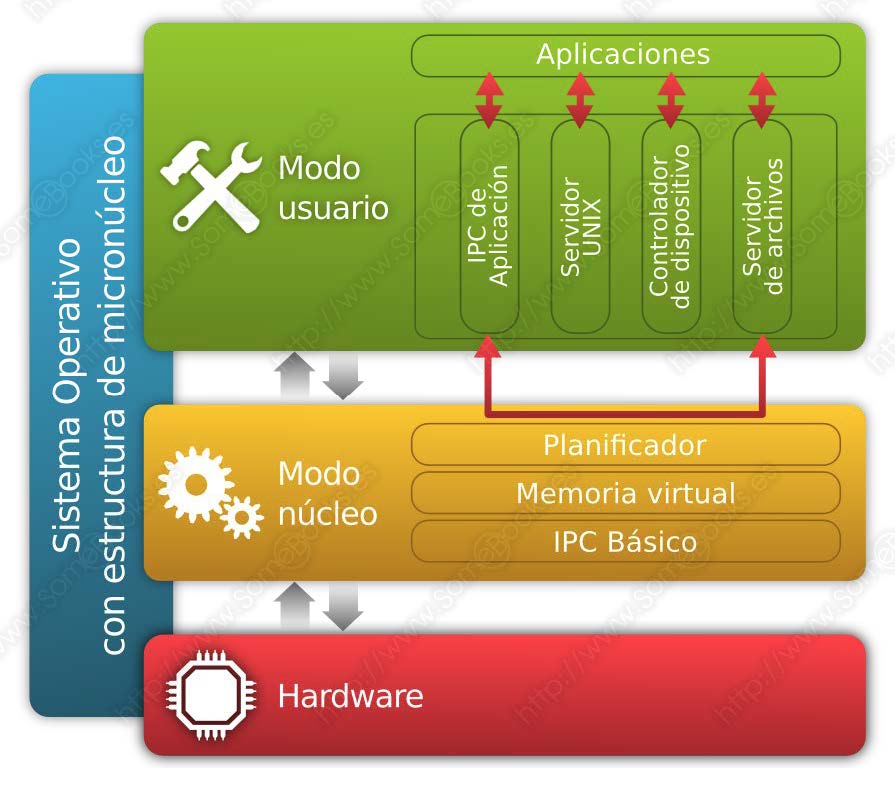 Sistema Operativo
con estructura de micronúcleo
Aplicaciones
Modo
usuario
IPC de
Aplicación
Servidor
UNIX
Controlador
de dispositivo
Servidor
de archivos
Modo
núcleo
Planificador
Memoria virtual
IPC Básico
Hardware
http://www.SomeBooks.es